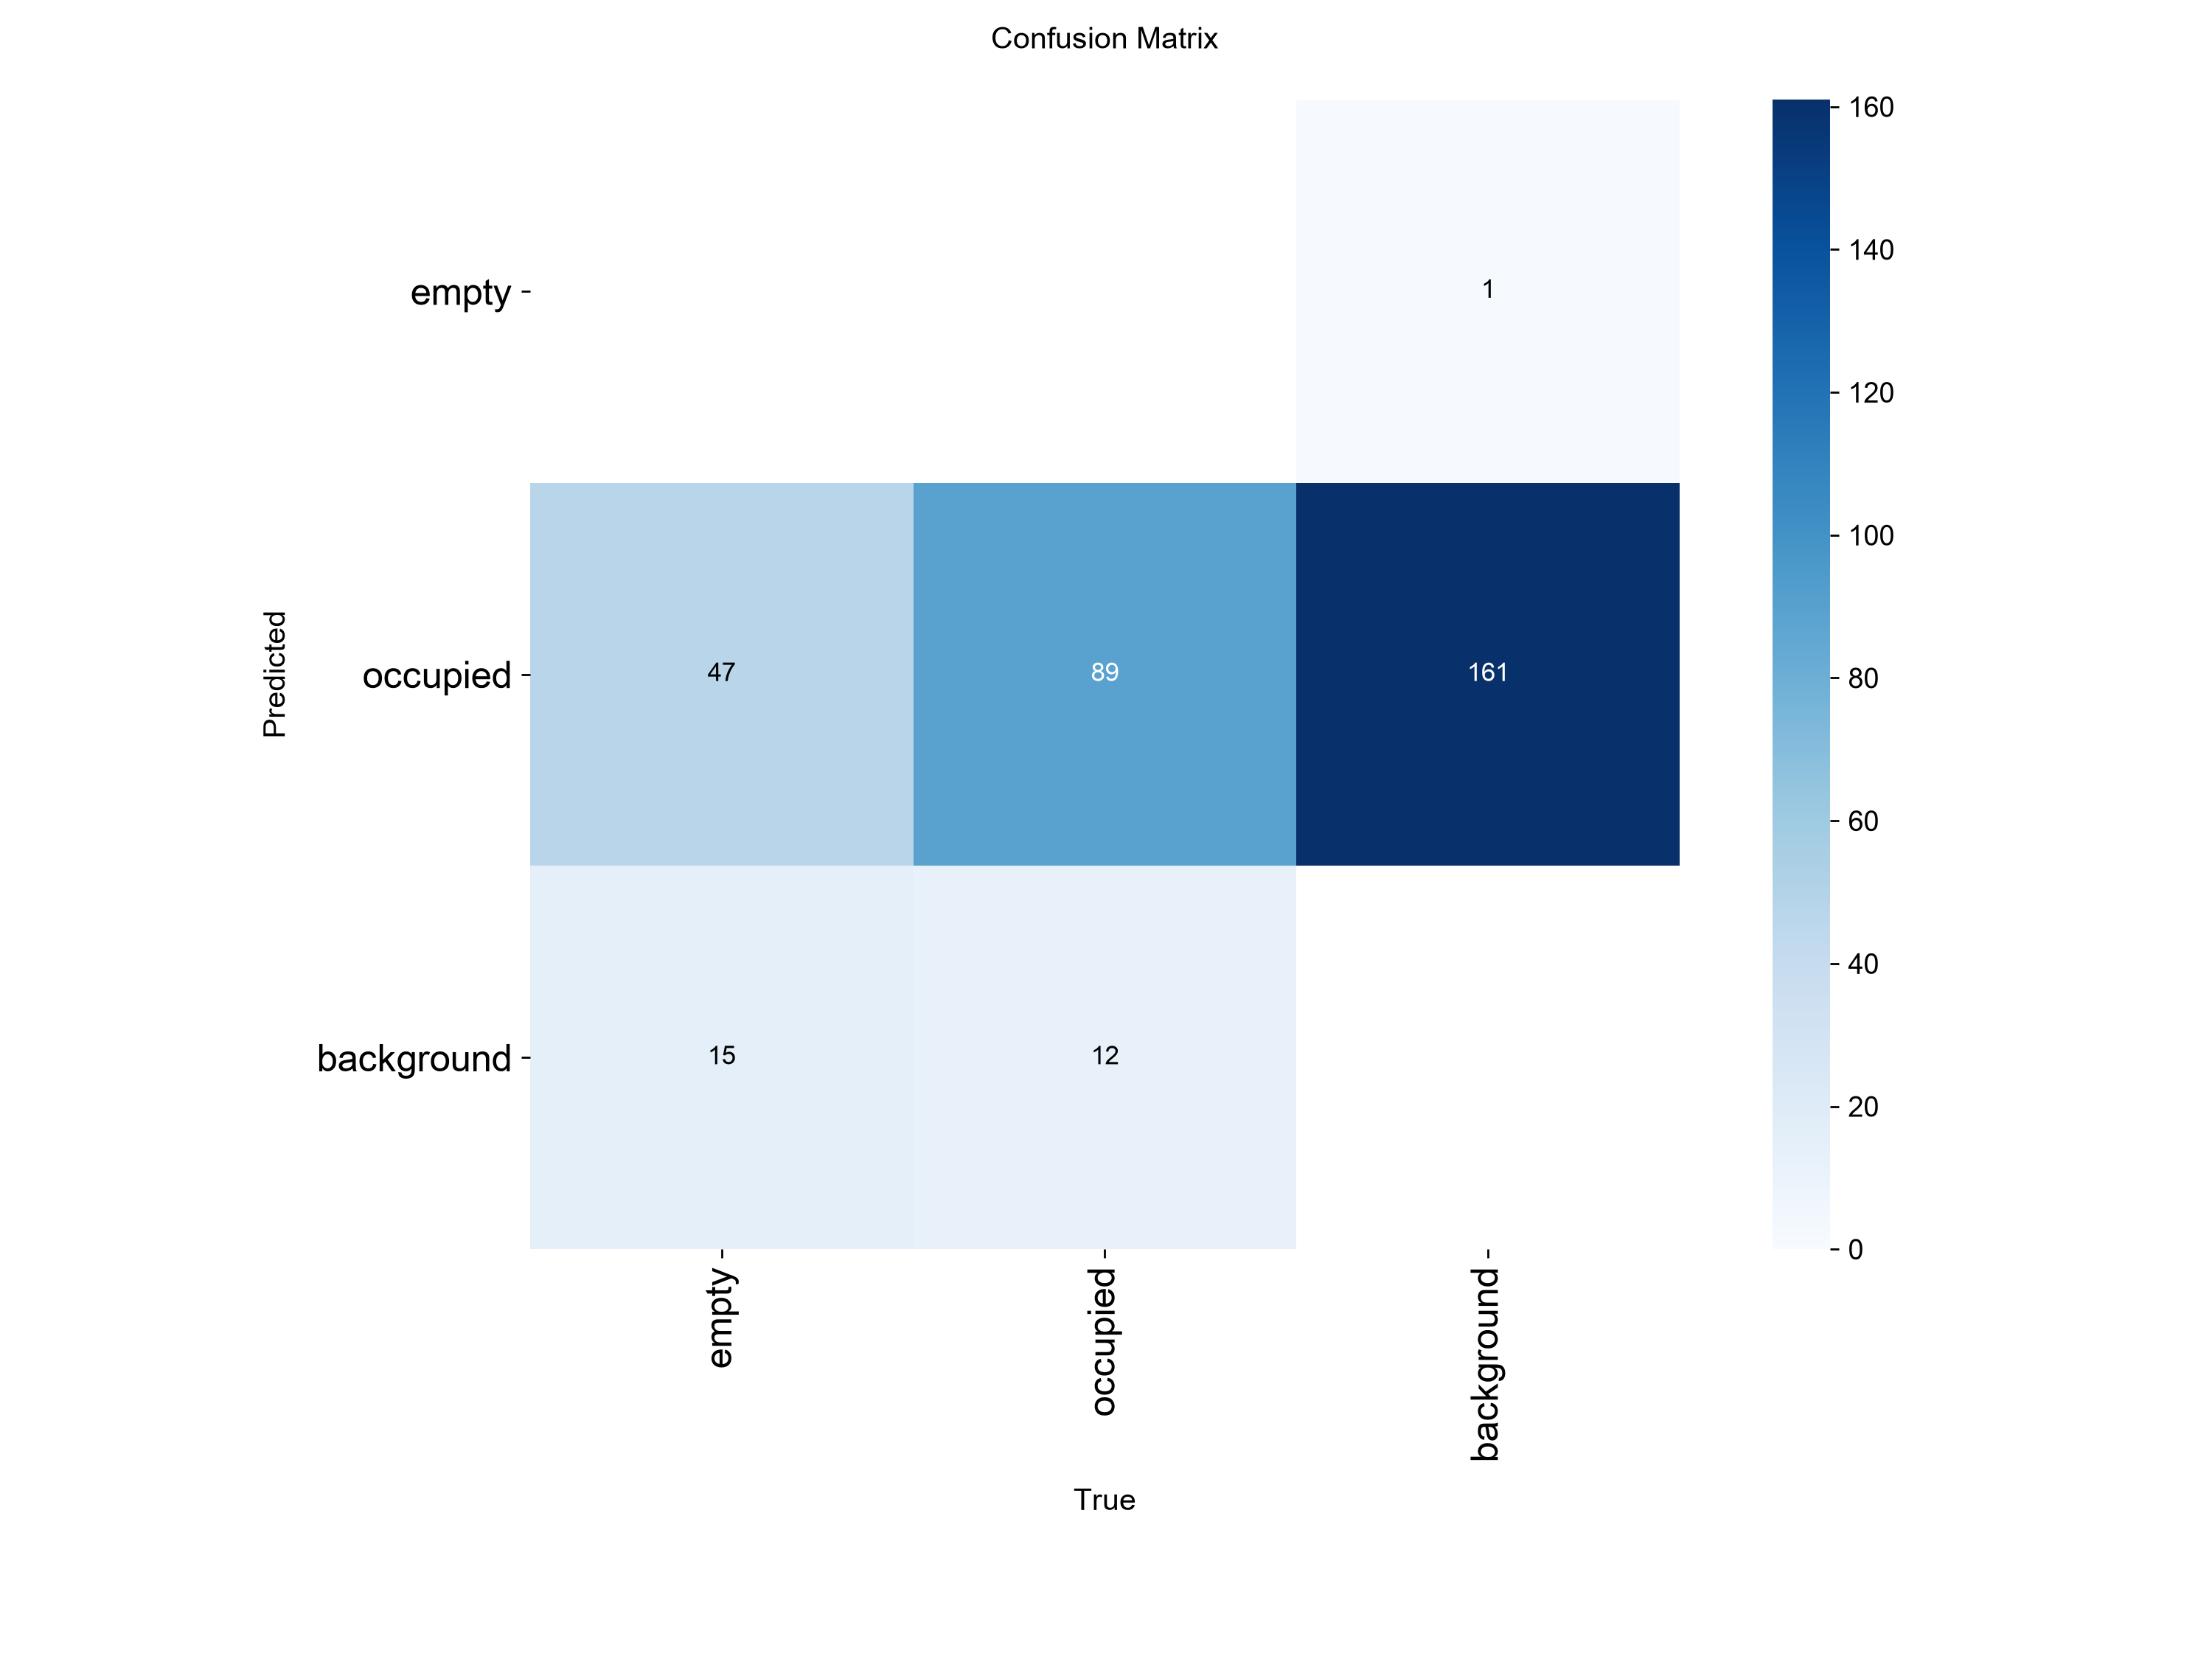 Confusion Matrix
160
140
120
100
80
60
40
20
0
Predicted
empty
1
occupied
47 89 161
background
15 12
empty occupied background
True